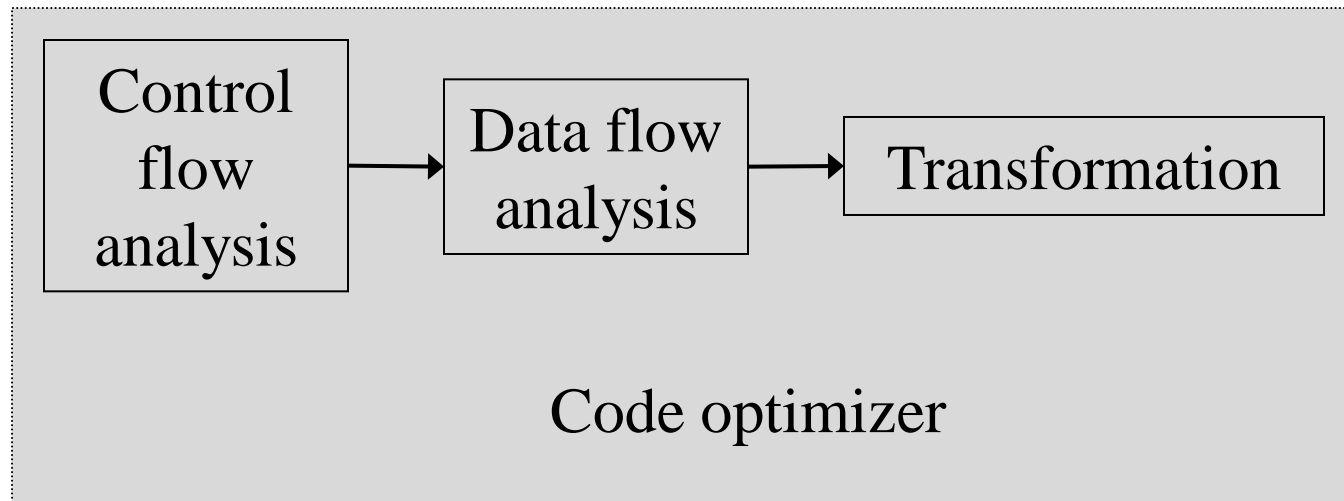 Control
flow
analysis
Data flow
analysis
Transformation
Code optimizer